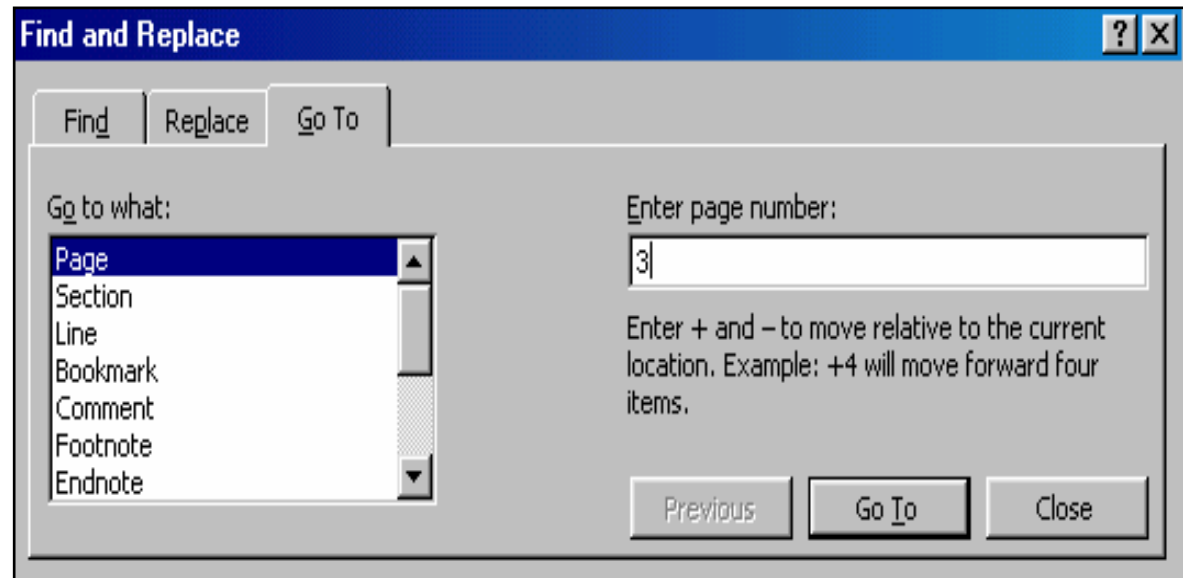 Find and Replace
Find
Replace
Go To
Go to what:
Page
Section
Line
Bookmark
Comment
Footnote
Endnote
Enter page number:
3
Enter + and – to move relative to the current
location. Example: +4 will move forward four
items.
Previous
Go To
Close